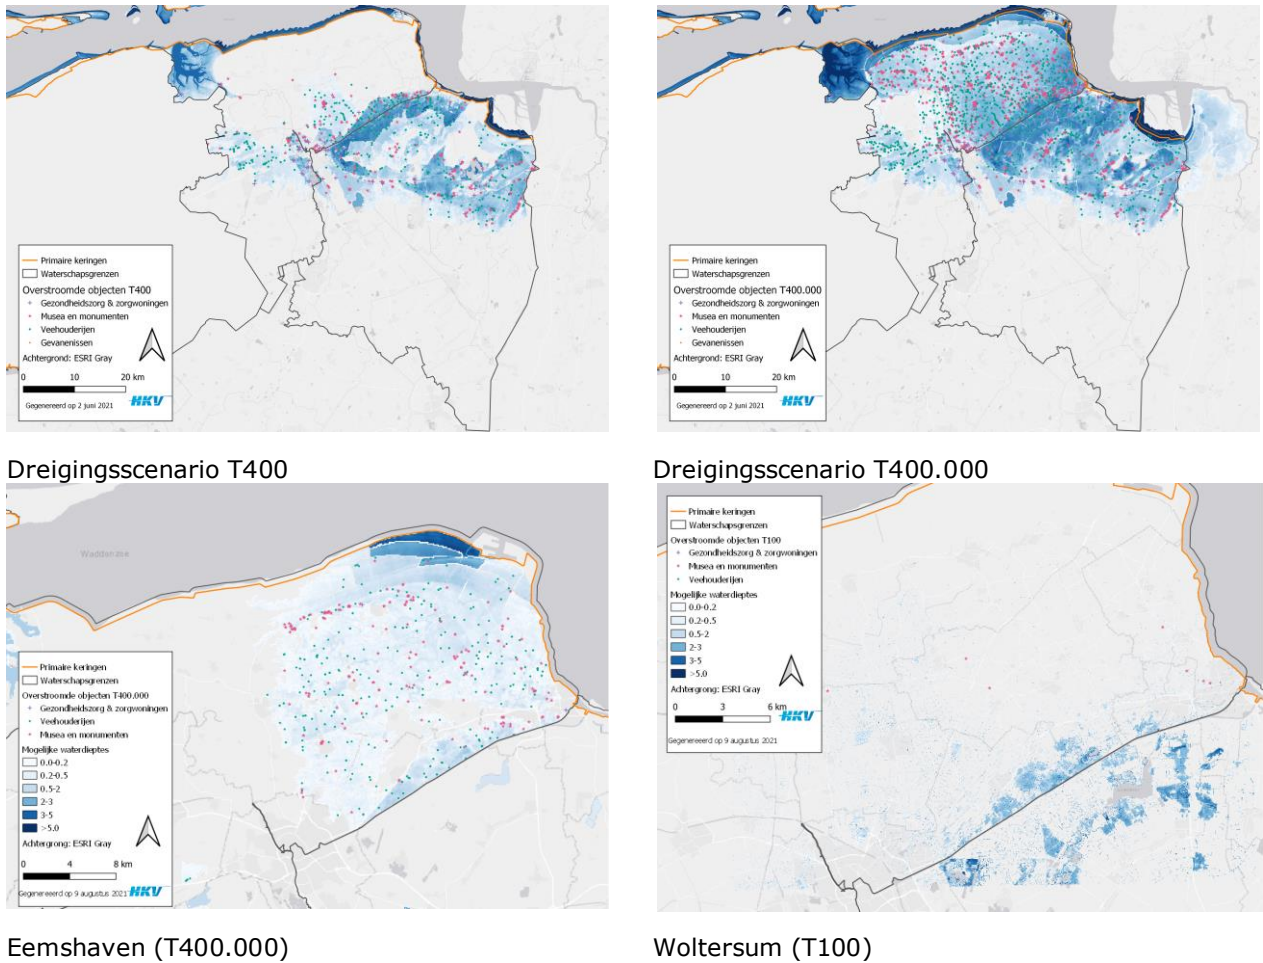 Primaire keringen
Waterschapsgrenzen
Overstroomde objecten T400
Gezondheidszorg & zorgwoningen
Musea en monumenten
Veehouderijen
Gevanenissen
Achtergrond: ESRI Gray
0 10 20 km
Gegenereerd op 2 juni 2021 HKV
Dreigingsscenario T400
Primaire keringen
Waterschapsgrenzen
Overstroomde objecten T400.000
Gezondheidszorg & zorgwoningen
Musea en monumenten
Veehouderijen
Gevanenissen
Achtergrond: ESRI Gray
0 10 20 km
Gegenereerd op 2 juni 2021 HKV
Dreigingsscenario T400.000
Primaire keringen
Waterschapsgrenzen
Overstroomde objecten T400.000
Gezondheidszorg & zorgwoningen
Veehouderijen
Musea en monumenten
Mogelijke waterdieptes
0.0-0.2
0.2-0.5
0.5-2
2-3
3-5
>5.0
Achtergrong: ESRI Gray
0 4 8 km
Gegenereerd op 9 augustus 2021 HKV
Eemshaven (T400.000)
Primaire keringen
Waterschapsgrenzen
Overstroomde objecten T100
Gezondheidszorg & zorgwoningen
Musea en monumenten
Veehouderijen
Mogelijke waterdieptes
0.0-0.2
0.2-0.5
0.5-2
2-3
3-5
>5.0
Achtergrong: ESRI Gray
0 3 6 km
HKV
Gegenereerd op 9 augustus 2021
Woltersum (T100)